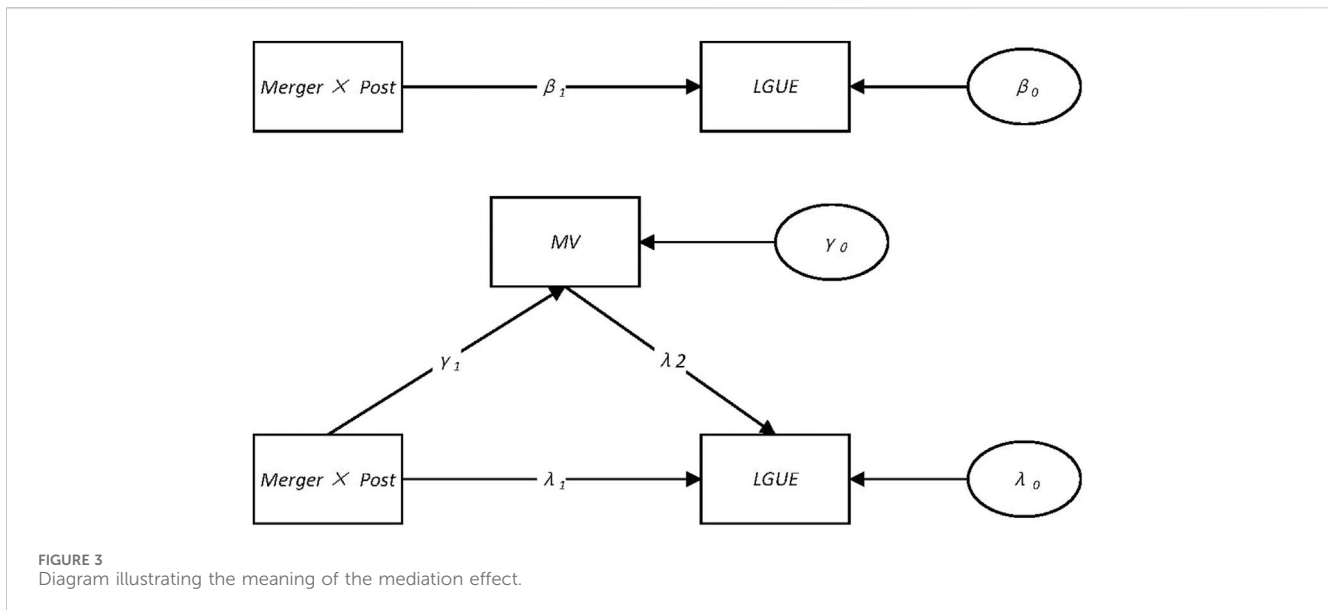 Merger × Post
β₁
LGUE
β₀
MV
γ₀
γ₁
λ2
Merger × Post
λ₁
LGUE
λ₀
FIGURE 3
Diagram illustrating the meaning of the mediation effect.